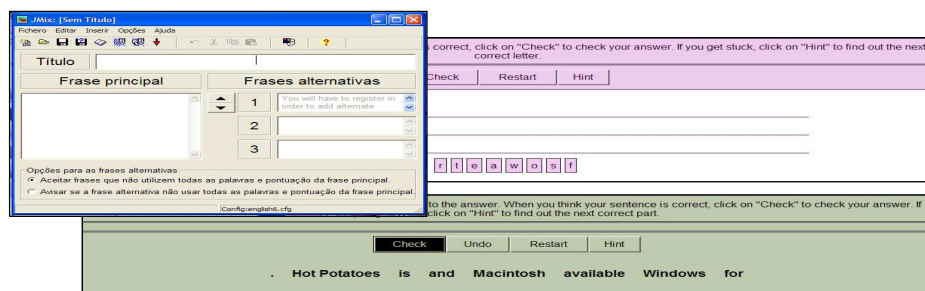 JMix: [Sem Título]
Ficheiro Editar Inserir Opções Ajuda
Título
Frase principal
Frases alternativas
1
You will have to register in
order to add alternate
2
3
Opções para as frases alternativas
Aceitar frases que não utilizem todas as palavras e pontuação da frase principal.
Avisar se a frase alternativa não usar todas as palavras e pontuação da frase principal.
Config:english6.cfg
correct, click on "Check" to check your answer. If you get stuck, click on "Hint" to find out the next
correct letter.
Check Restart Hint
r t e a w o s f
to the answer. When you think your sentence is correct, click on "Check" to check your answer. If
click on "Hint" to find out the next correct part.
Check Undo Restart Hint
. Hot Potatoes is and Macintosh available Windows for